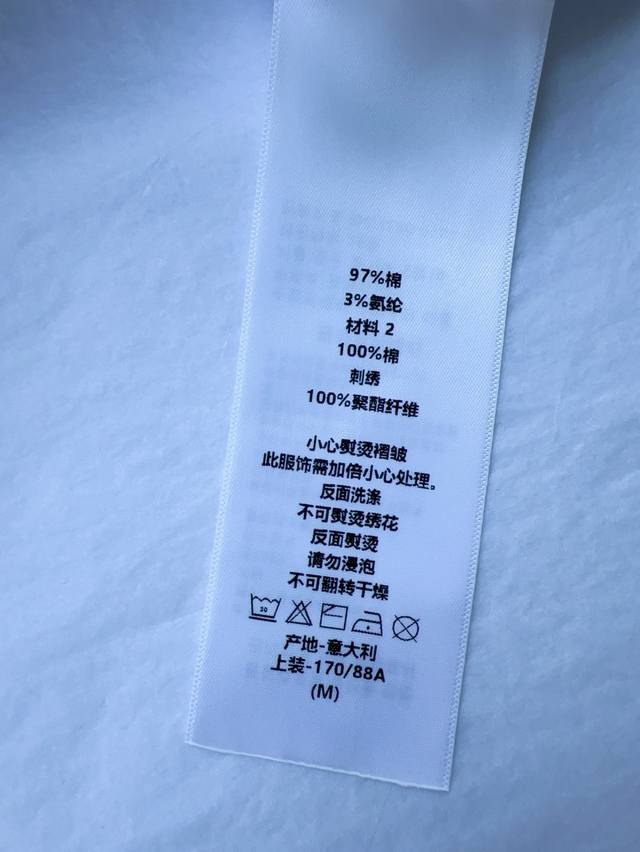 97%棉
3%氨纶
材料 2
100%棉
刺绣
100%聚酯纤维
小心熨烫褶皱
此服饰需加倍小心处理。
反面洗涤
不可熨烫绣花
反面熨烫
请勿浸泡
不可翻转干燥
30
产地-意大利
上装-170/88A
(M)